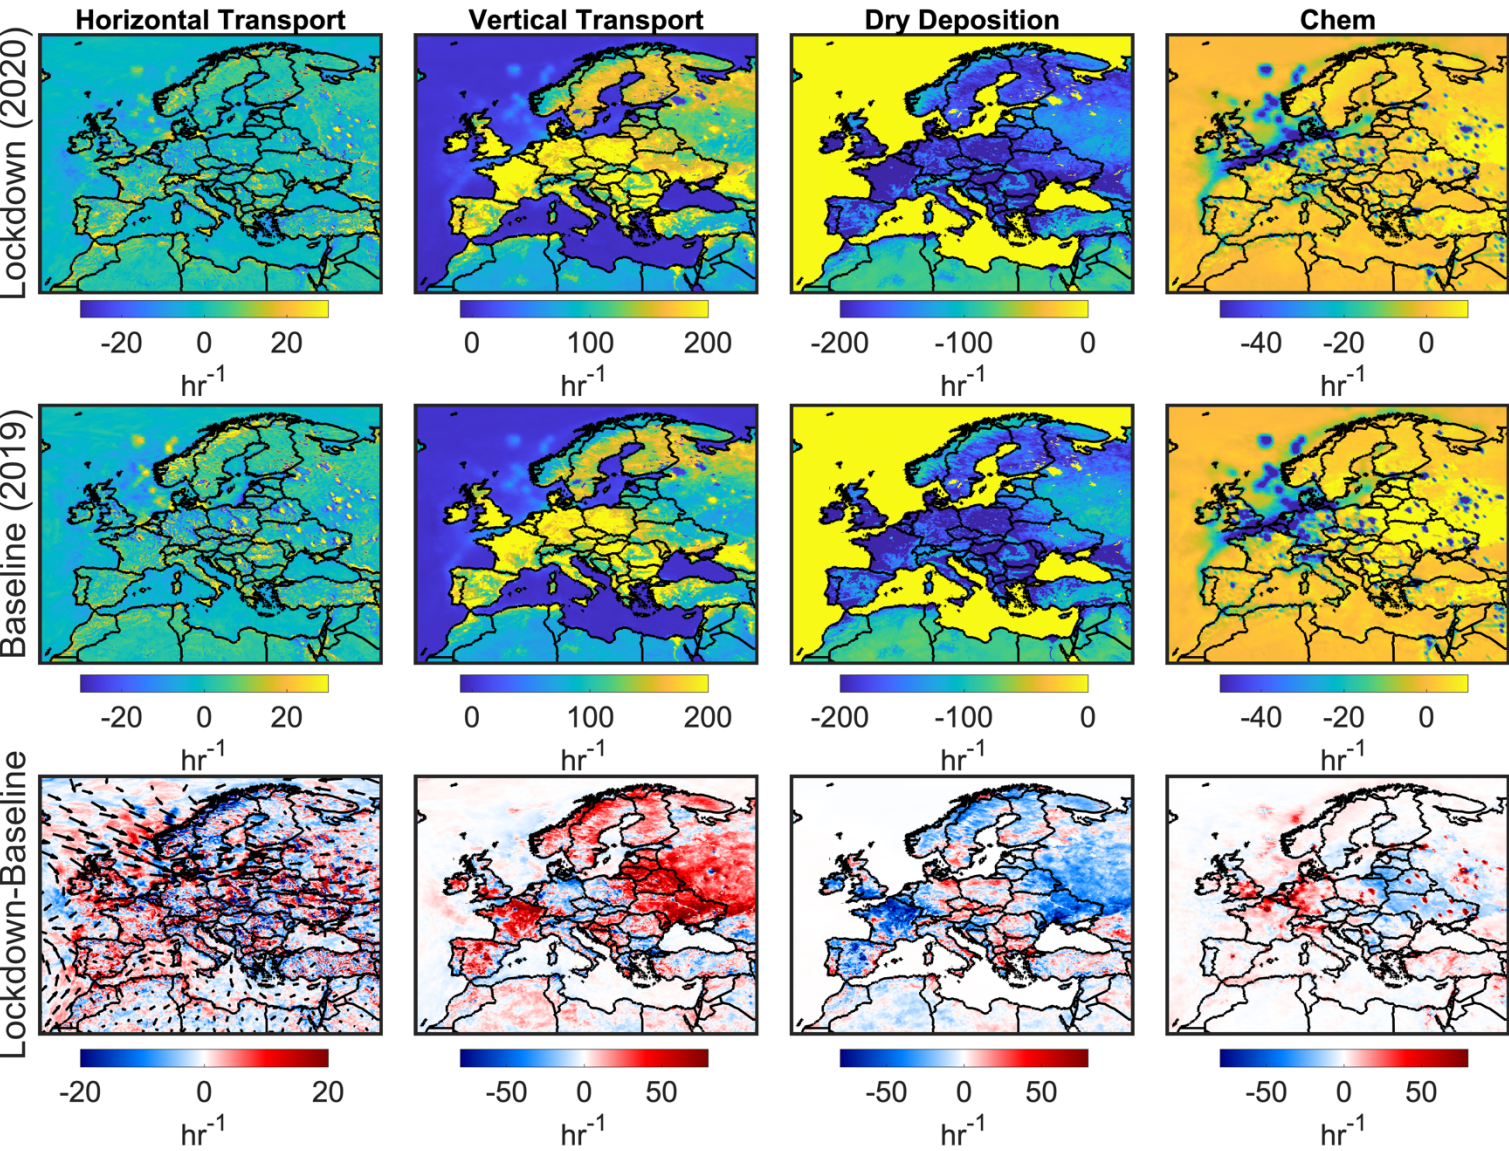 Horizontal Transport Vertical Transport Dry Deposition Chem
Lockdown (2020)
-20 0 20 0 100 200 -200 -100 0 -40 -20 0
hr-1 hr-1 hr-1 hr-1
Baseline (2019)
-20 0 20 0 100 200 -200 -100 0 -40 -20 0
hr-1 hr-1 hr-1 hr-1
Lockdown-Baseline
-20 0 20 -50 0 50 -50 0 50 -50 0 50
hr-1 hr-1 hr-1 hr-1